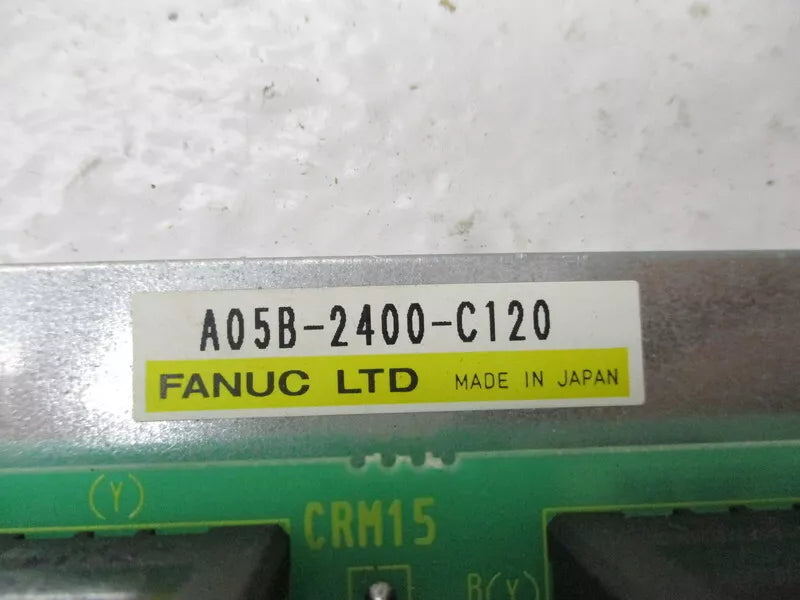 A05B-2400-C120
FANUC LTD MADE IN JAPAN
(Y)
CRM15
B(Y)